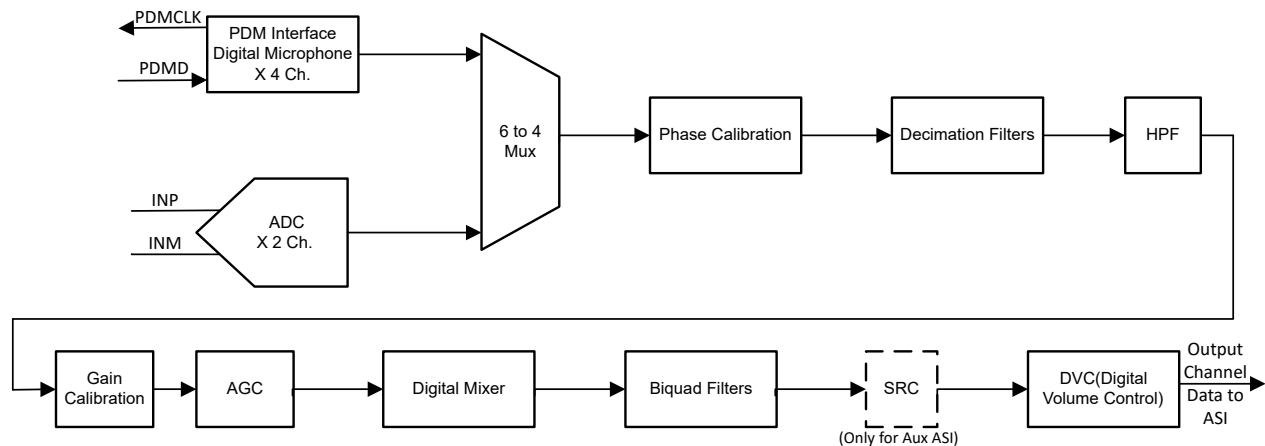 PDMCLK
PDMD
PDM Interface
Digital Microphone
X 4 Ch.
INP
INM
ADC
X 2 Ch.
6 to 4
Mux
Phase Calibration
Decimation Filters
HPF
Gain
Calibration
AGC
Digital Mixer
Biquad Filters
SRC
(Only for Aux ASI)
DVC(Digital
Volume Control)
Output
Channel
Data to
ASI